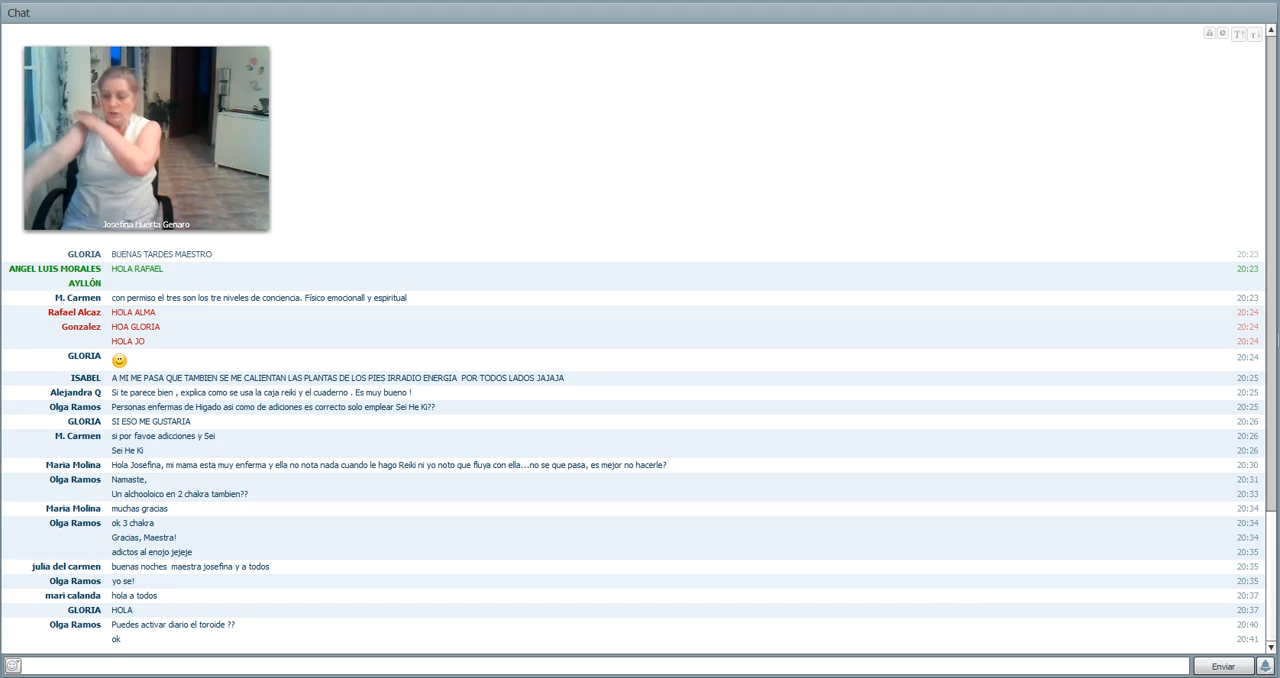 Chat
Josefina Huerta Genaro
GLORIA BUENAS TARDES MAESTRO 20:23
ANGEL LUIS MORALES HOLA RAFAEL 20:23
AYLLÓN
M. Carmen con permiso el tres son los tre niveles de conciencia. Físico emocionall y espiritual 20:23
Rafael Alcaz HOLA ALMA 20:24
Gonzalez HOA GLORIA 20:24
HOLA JO 20:24
GLORIA 20:24
ISABEL A MI ME PASA QUE TAMBIEN SE ME CALIENTAN LAS PLANTAS DE LOS PIES IRRADIO ENERGIA POR TODOS LADOS JAJAJA 20:25
Alejandra Q Si te parece bien , explica como se usa la caja reiki y el cuaderno . Es muy bueno ! 20:25
Olga Ramos Personas enfermas de Higado asi como de adiciones es correcto solo emplear Sei He Ki?? 20:25
GLORIA SI ESO ME GUSTARIA 20:26
M. Carmen si por favoe adicciones y Sei 20:26
Sei He Ki 20:26
Maria Molina Hola Josefina, mi mama esta muy enferma y ella no nota nada cuando le hago Reiki ni yo noto que fluya con ella...no se que pasa, es mejor no hacerle? 20:30
Olga Ramos Namaste, 20:31
Un alchooloico en 2 chakra tambien?? 20:33
Maria Molina muchas gracias 20:34
Olga Ramos ok 3 chakra 20:34
Gracias, Maestra! 20:34
adictos al enojo jejeje 20:35
julia del carmen buenas noches maestra josefina y a todos 20:35
Olga Ramos yo se! 20:35
mari calanda hola a todos 20:37
GLORIA HOLA 20:37
Olga Ramos Puedes activar diario el toroide ?? 20:40
ok 20:41
Enviar